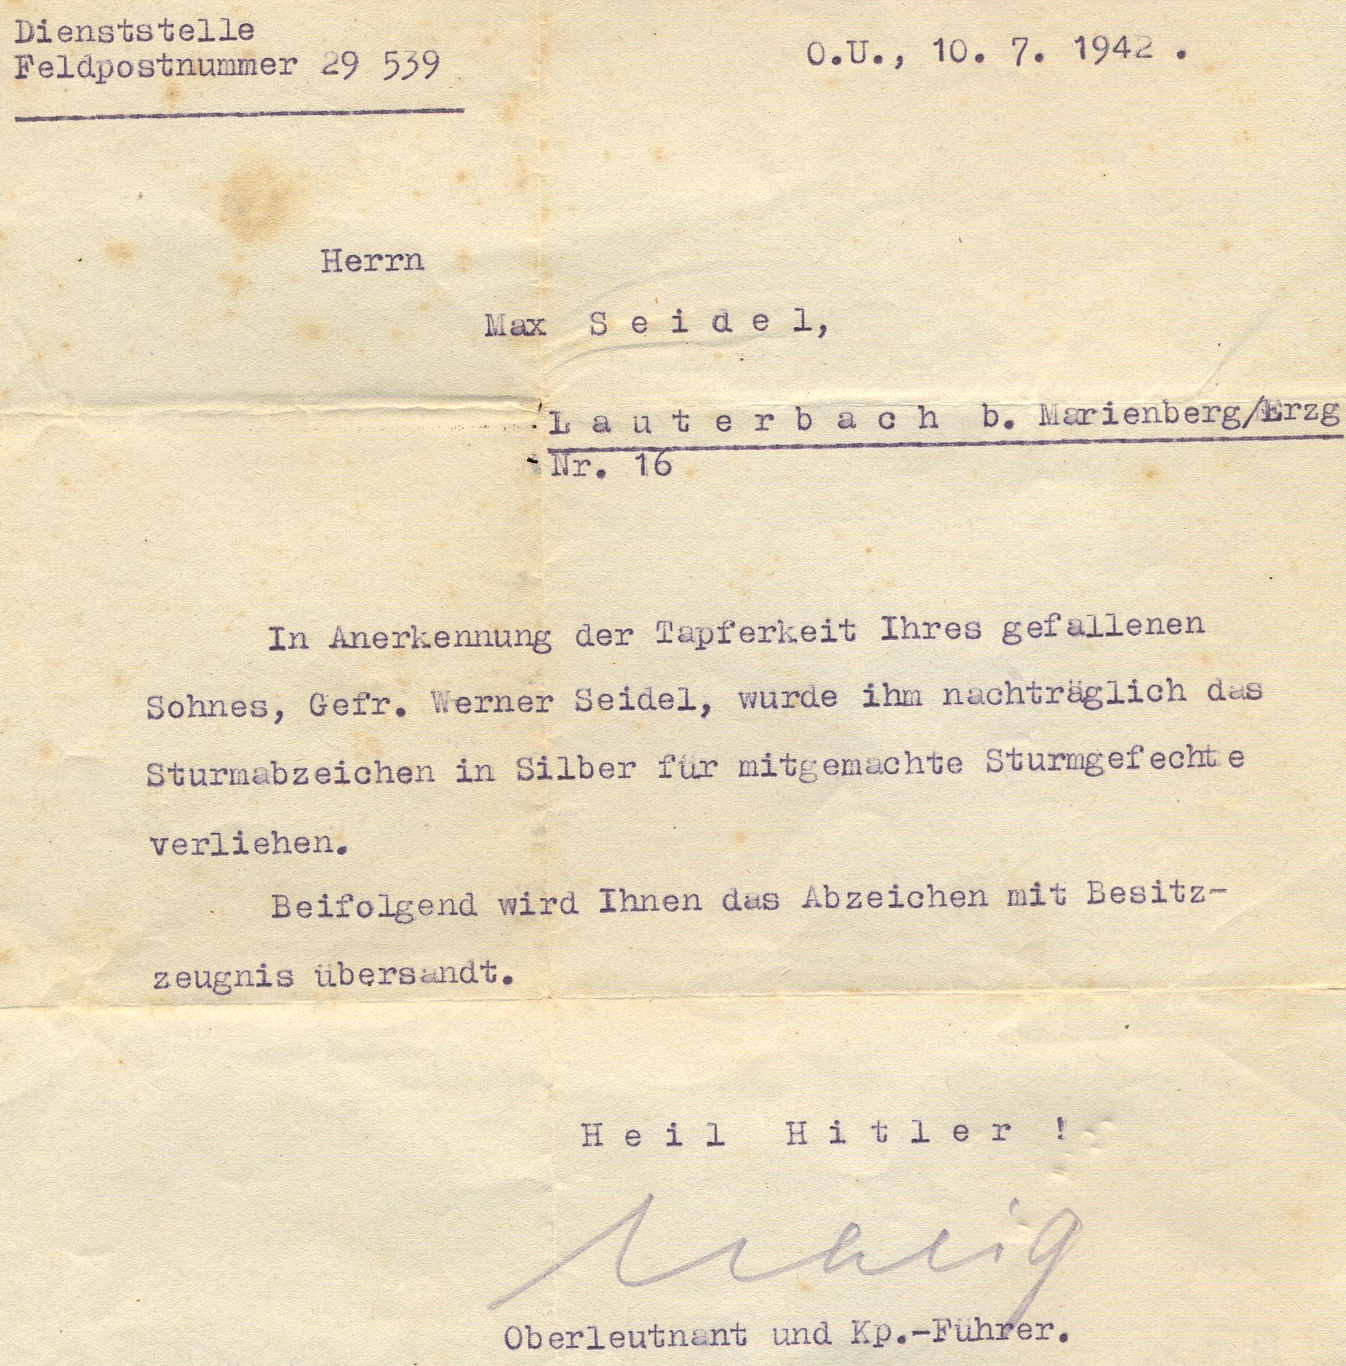 Dienststelle
Feldpostnummer 29 539
O.U., 10. 7. 1942 .
Herrn
Max S e i d e l,
L a u t e r b a c h b. Marienberg/Erzg
Nr. 16
In Anerkennung der Tapferkeit Ihres gefallenen
Sohnes, Gefr. Werner Seidel, wurde ihm nachträglich das
Sturmabzeichen in Silber für mitgemachte Sturmgefechte
verliehen.
Beifolgend wird Ihnen das Abzeichen mit Besitz-
zeugnis übersandt.
H e i l H i t l e r !
Oberleutnant und Kp.-Führer.